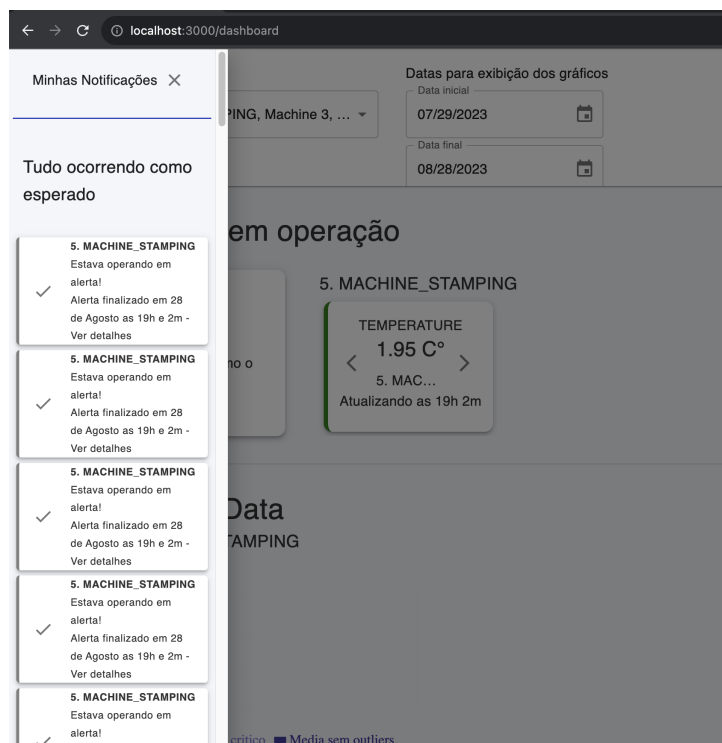 localhost:3000/dashboard
Minhas Notificações
Tudo ocorrendo como
esperado
5. MACHINE_STAMPING
Estava operando em
alerta!
Alerta finalizado em 28
de Agosto as 19h e 2m -
Ver detalhes
5. MACHINE_STAMPING
Estava operando em
alerta!
Alerta finalizado em 28
de Agosto as 19h e 2m -
Ver detalhes
5. MACHINE_STAMPING
Estava operando em
alerta!
Alerta finalizado em 28
de Agosto as 19h e 2m -
Ver detalhes
5. MACHINE_STAMPING
Estava operando em
alerta!
Alerta finalizado em 28
de Agosto as 19h e 2m -
Ver detalhes
5. MACHINE_STAMPING
Estava operando em
alerta!
Datas para exibição dos gráficos
PING, Machine 3, ...
Data inicial
07/29/2023
Data final
08/28/2023
em operação
no o
5. MACHINE_STAMPING
TEMPERATURE
1.95 C°
5. MAC...
Atualizando as 19h 2m
Data
TAMPING
critico
Media sem outliers